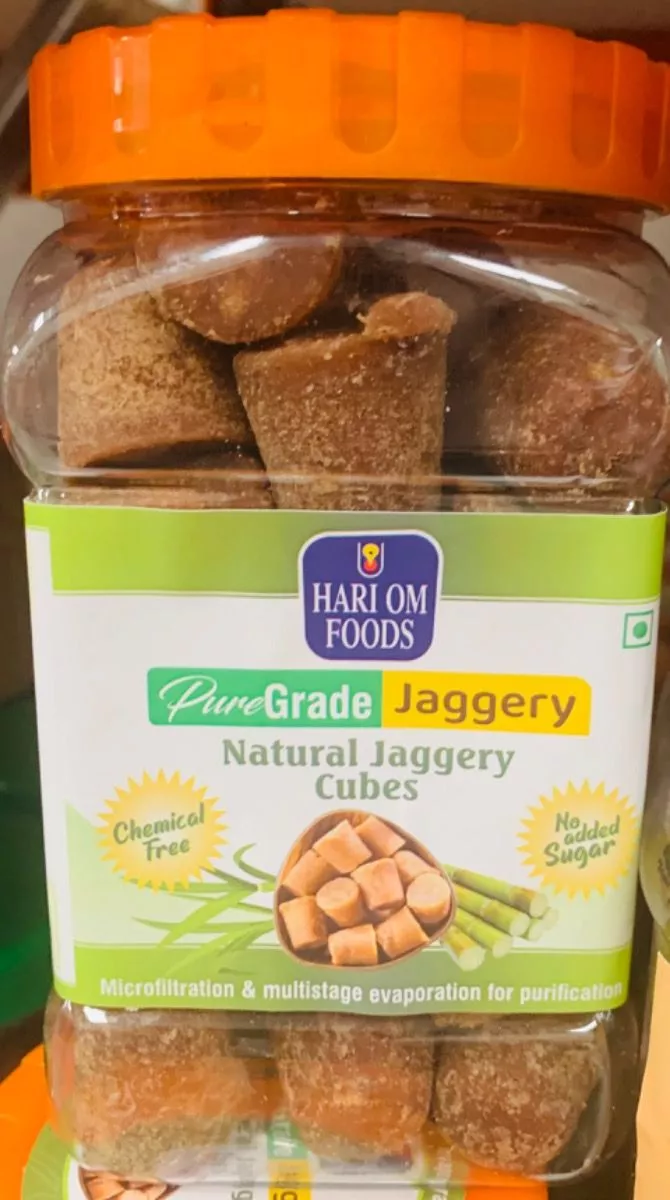 HARI OM
FOODS
PureGrade Jaggery
Natural Jaggery
Cubes
Chemical
Free
No
added
Sugar
Microfiltration & multistage evaporation for purification